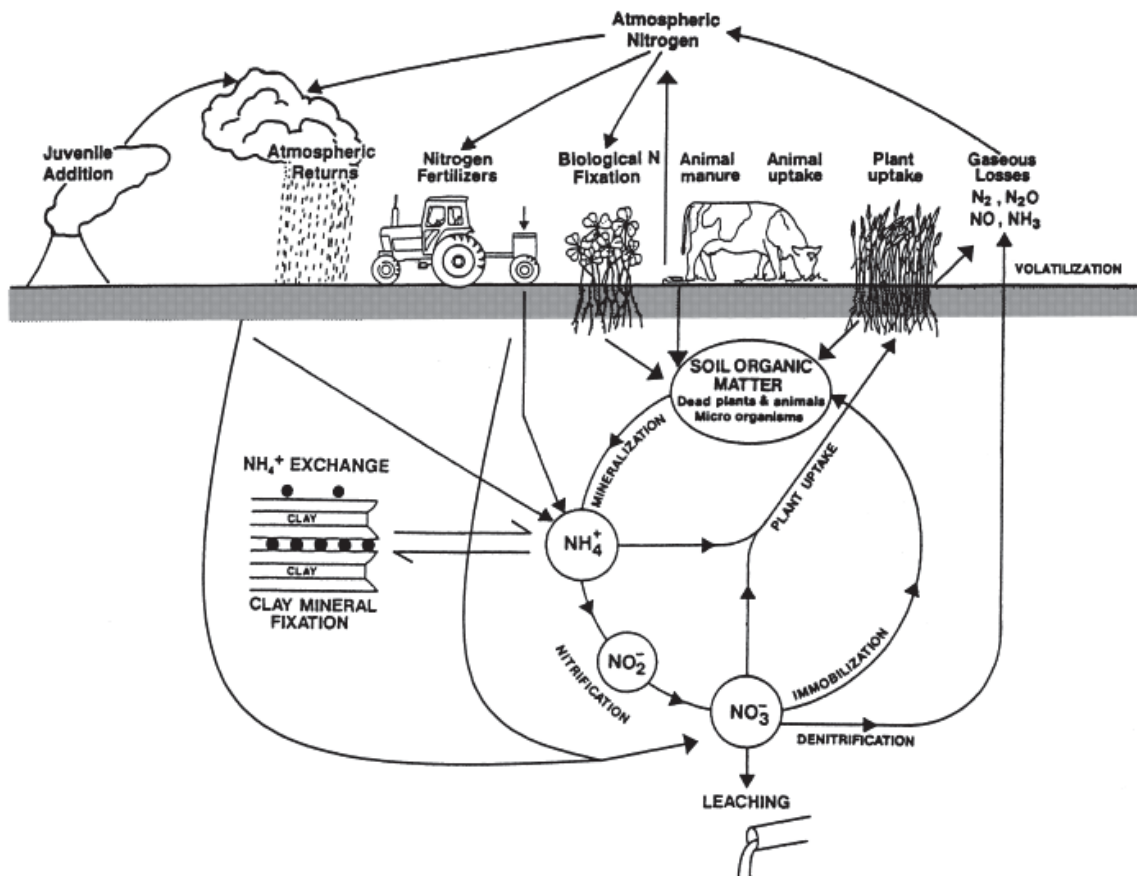 Atmospheric
Nitrogen
Juvenile
Addition
Atmospheric
Returns
Nitrogen
Fertilizers
Biological N
Fixation
Animal
manure
Animal
uptake
Plant
uptake
Gaseous
Losses
N₂ , N₂O
NO , NH₃
VOLATILIZATION
SOIL ORGANIC
MATTER
Dead plants & animals
Micro organisms
MINERALIZATION
NH₄⁺ EXCHANGE
CLAY
CLAY
CLAY MINERAL
FIXATION
NH₄⁺
PLANT UPTAKE
NITRIFICATION
NO₂⁻
NO₃⁻
IMMOBILIZATION
DENITRIFICATION
LEACHING